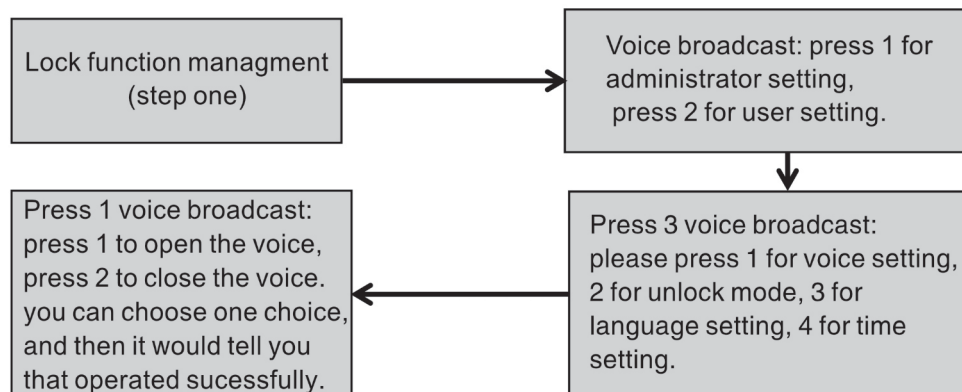 Lock function managment
(step one)
Voice broadcast: press 1 for
administrator setting,
press 2 for user setting.
Press 3 voice broadcast:
please press 1 for voice setting,
2 for unlock mode, 3 for
language setting, 4 for time
setting.
Press 1 voice broadcast:
press 1 to open the voice,
press 2 to close the voice.
you can choose one choice,
and then it would tell you
that operated sucessfully.